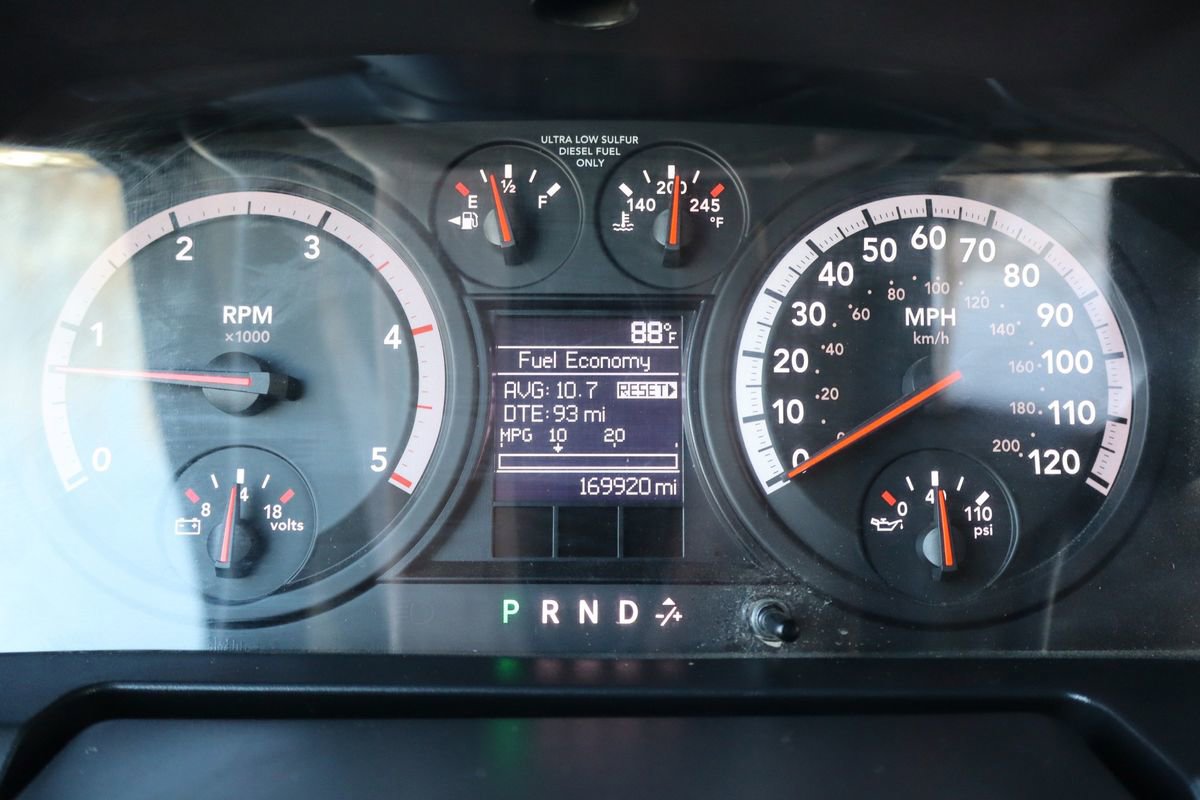 ULTRA LOW SULFUR
DIESEL FUEL
ONLY
E ½ F
140 200 245
°F
0 1 2 3 4 5
RPM
x1000
8 14 18
volts
88°F
Fuel Economy
AVG: 10.7 RESET
DTE: 93 mi
MPG 10 20
169920 mi
0 10 20 30 40 50 60 70 80 90 100 110 120
MPH
km/h
0 20 40 60 80 100 120 140 160 180 200
0 110
psi
P R N D -/+